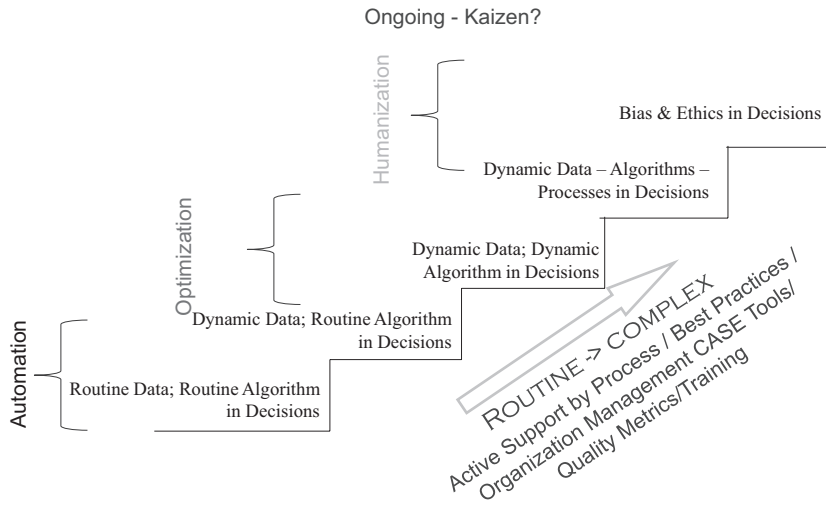 Ongoing - Kaizen?
Humanization
Bias & Ethics in Decisions
Dynamic Data – Algorithms –
Processes in Decisions
Optimization
Dynamic Data; Dynamic
Algorithm in Decisions
Dynamic Data; Routine Algorithm
in Decisions
Automation
Routine Data; Routine Algorithm
in Decisions
ROUTINE -> COMPLEX
Active Support by Process / Best Practices /
Organization Management CASE Tools/
Quality Metrics/Training